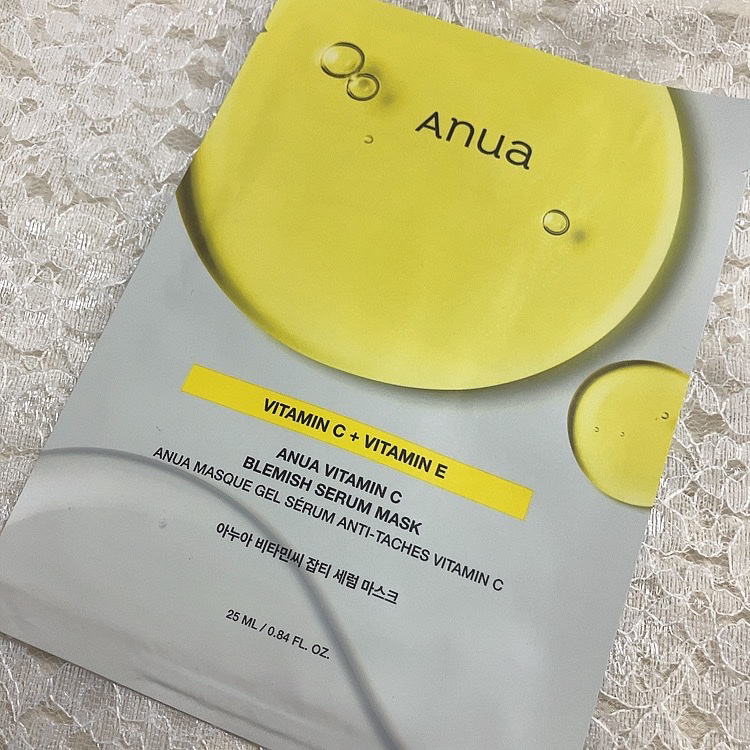 Anua
VITAMIN C + VITAMIN E
ANUA VITAMIN C
BLEMISH SERUM MASK
ANUA MASQUE GEL SÉRUM ANTI-TACHES VITAMIN C
아누아 비타민씨 잡티 세럼 마스크
25 ML / 0.84 FL. OZ.